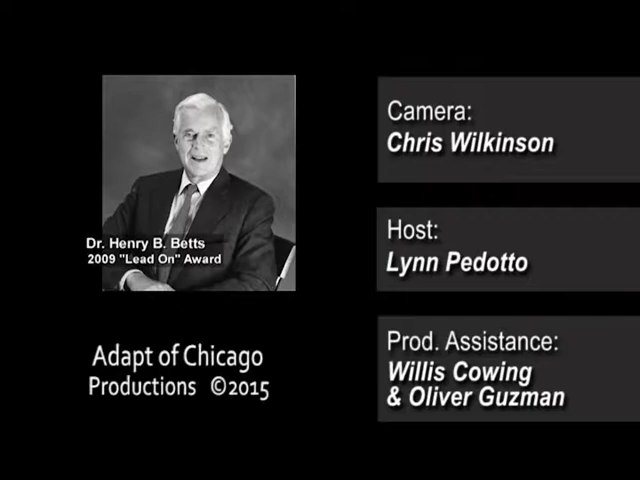 Dr. Henry B. Betts
2009 "Lead On" Award
Adapt of Chicago
Productions ©2015
Camera:
Chris Wilkinson
Host:
Lynn Pedotto
Prod. Assistance:
Willis Cowing
& Oliver Guzman